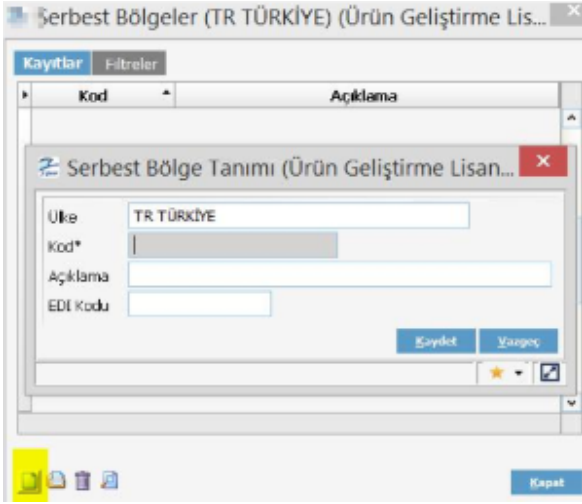 Serbest Bölgeler (TR TÜRKİYE) (Ürün Geliştirme Lis...
Kayıtlar Filtreler
Kod Açıklama
Serbest Bölge Tanımı (Ürün Geliştirme Lisan...
Ülke TR TÜRKİYE
Kod*
Açıklama
EDI Kodu
Kaydet Vazgeç
Kapat